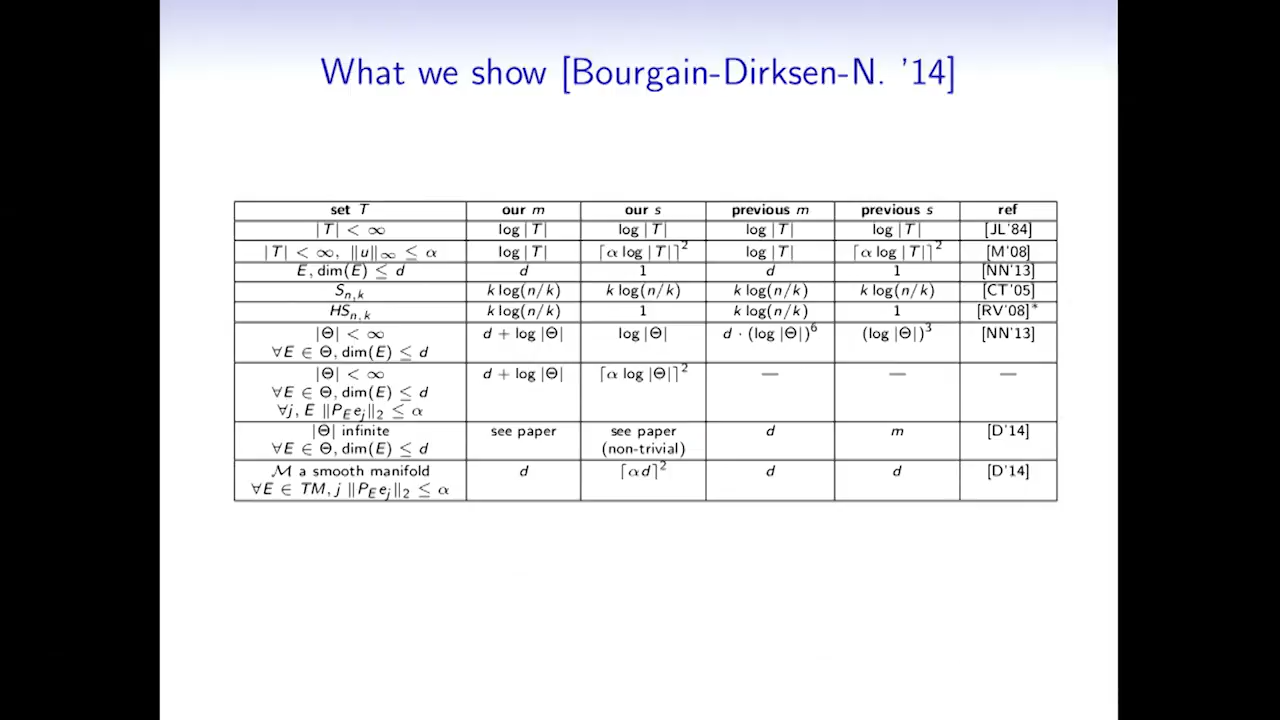 What we show [Bourgain-Dirksen-N. '14]
set T our m our s previous m previous s ref
|T| < ∞ log |T| log |T| log |T| log |T| [JL'84]
|T| < ∞, ‖u‖∞ ≤ α log |T| ⌈α log |T|⌉² log |T| ⌈α log |T|⌉² [M'08]
E, dim(E) ≤ d d 1 d 1 [NN'13]
Sn,k k log(n/k) k log(n/k) k log(n/k) k log(n/k) [CT'05]
HSn,k k log(n/k) 1 k log(n/k) 1 [RV'08]*
|Θ| < ∞ d + log |Θ| log |Θ| d · (log |Θ|)⁶ (log |Θ|)³ [NN'13]
∀E ∈ Θ, dim(E) ≤ d
|Θ| < ∞ d + log |Θ| ⌈α log |Θ|⌉² — — —
∀E ∈ Θ, dim(E) ≤ d
∀j, E ‖PEej‖2 ≤ α
|Θ| infinite see paper see paper d m [D'14]
∀E ∈ Θ, dim(E) ≤ d (non-trivial)
ℳ a smooth manifold d ⌈αd⌉² d d [D'14]
∀E ∈ TM, j ‖PEej‖2 ≤ α